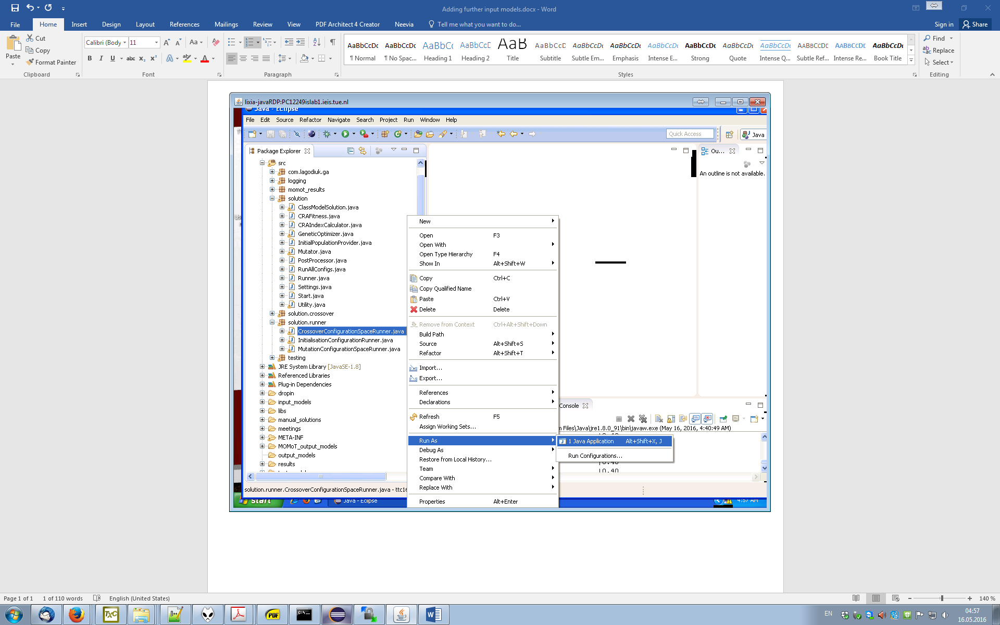 Adding further input models.docx - Word
File Home Insert Design Layout References Mailings Review View PDF Architect 4 Creator Neevia Tell me what you want to do... Sign in Share
Paste Cut Copy Format Painter
Calibri (Body 11
AaBbCcDc AaBbCcDc AaBbC AaBbCcD AaB AaBbCcD AaBbCcDc AaBbCcDc AaBbCcDc AaBbCcDc AaBbCcDc AaBbCcDc AABBCCDD AABBCCDD AaBbCcDc
¶ Normal ¶ No Spac... Heading 1 Heading 2 Title Subtitle Subtle Em... Emphasis Intense E... Strong Quote Intense Q... Subtle Ref... Intense Re... Book Title
Find Replace Select
Clipboard Font Paragraph Styles Editing
lixia-javaRDP:PC12249islab1.ieis.tue.nl
Java - Eclipse
File Edit Source Refactor Navigate Search Project Run Window Help
Quick Access Java
Package Explorer
Ou...
An outline is not available.
src
com.lagodiuk.ga
logging
momot_results
solution
ClassModelSolution.java
CRAFitness.java
CRAIndexCalculator.java
GeneticOptimizer.java
InitialPopulationProvider.java
Mutator.java
PostProcessor.java
RunAllConfigs.java
Runner.java
Settings.java
Start.java
Utility.java
solution.crossover
solution.runner
CrossoverConfigurationSpaceRunner.java
InitialisationConfigurationRunner.java
MutationConfigurationSpaceRunner.java
testing
JRE System Library [JavaSE-1.8]
Referenced Libraries
Plug-in Dependencies
dropin
input_models
libs
manual_solutions
meetings
META-INF
MOMoT_output_models
output_models
results
solution.runner.CrossoverConfigurationSpaceRunner.java - ttc16
New
Open F3
Open With
Open Type Hierarchy F4
Show In Alt+Shift+W
Copy Ctrl+C
Copy Qualified Name
Paste Ctrl+V
Delete Delete
Remove from Context Ctrl+Alt+Shift+Down
Build Path
Source Alt+Shift+S
Refactor Alt+Shift+T
Import...
Export...
References
Declarations
Refresh F5
Assign Working Sets...
Run As
Debug As
Restore from Local History...
Team
Compare With
Replace With
Properties Alt+Enter
1 Java Application Alt+Shift+X, J
Run Configurations...
Console
m Files\Java\jre1.8.0_91\bin\javaw.exe (May 16, 2016, 4:40:49 AM)
|0.40
start Java - Eclipse 4:57 AM
Page 1 of 1 1 of 110 words English (United States) 140 %
EN 04:57
16.05.2016